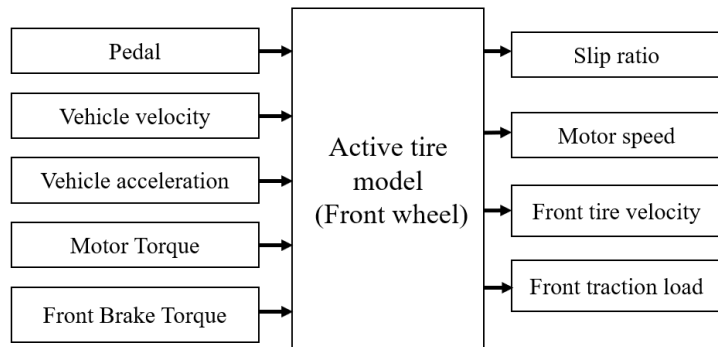 Pedal
Vehicle velocity
Vehicle acceleration
Motor Torque
Front Brake Torque
Active tire
model
(Front wheel)
Slip ratio
Motor speed
Front tire velocity
Front traction load